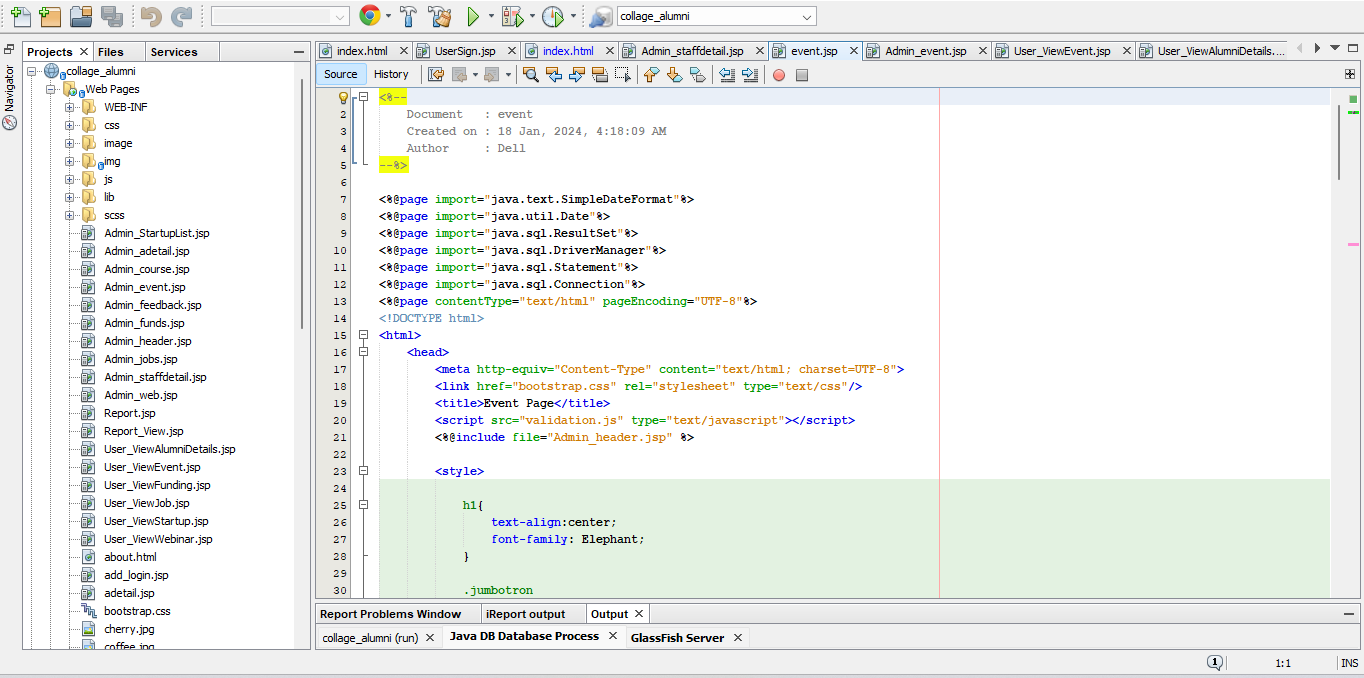 collage_alumni
Projects
Files
Services
index.html
UserSign.jsp
index.html
Admin_staffdetail.jsp
event.jsp
Admin_event.jsp
User_ViewEvent.jsp
User_ViewAlumniDetails....
Navigator
Source
History
collage_alumni
Web Pages
WEB-INF
css
image
img
js
lib
scss
Admin_StartupList.jsp
Admin_adetail.jsp
Admin_course.jsp
Admin_event.jsp
Admin_feedback.jsp
Admin_funds.jsp
Admin_header.jsp
Admin_jobs.jsp
Admin_staffdetail.jsp
Admin_web.jsp
Report.jsp
Report_View.jsp
User_ViewAlumniDetails.jsp
User_ViewEvent.jsp
User_ViewFunding.jsp
User_ViewJob.jsp
User_ViewStartup.jsp
User_ViewWebinar.jsp
about.html
add_login.jsp
adetail.jsp
bootstrap.css
cherry.jpg
coffee.jpg
<%--
2 Document : event
3 Created on : 18 Jan, 2024, 4:18:09 AM
4 Author : Dell
5 --%>
6
7 <%@page import="java.text.SimpleDateFormat"%>
8 <%@page import="java.util.Date"%>
9 <%@page import="java.sql.ResultSet"%>
10 <%@page import="java.sql.DriverManager"%>
11 <%@page import="java.sql.Statement"%>
12 <%@page import="java.sql.Connection"%>
13 <%@page contentType="text/html" pageEncoding="UTF-8"%>
14 <!DOCTYPE html>
15 <html>
16 <head>
17 <meta http-equiv="Content-Type" content="text/html; charset=UTF-8">
18 <link href="bootstrap.css" rel="stylesheet" type="text/css"/>
19 <title>Event Page</title>
20 <script src="validation.js" type="text/javascript"></script>
21 <%@include file="Admin_header.jsp" %>
22
23 <style>
24
25 h1{
26 text-align:center;
27 font-family: Elephant;
28 }
29
30 .jumbotron
Report Problems Window
iReport output
Output
collage_alumni (run)
Java DB Database Process
GlassFish Server
1
1:1
INS